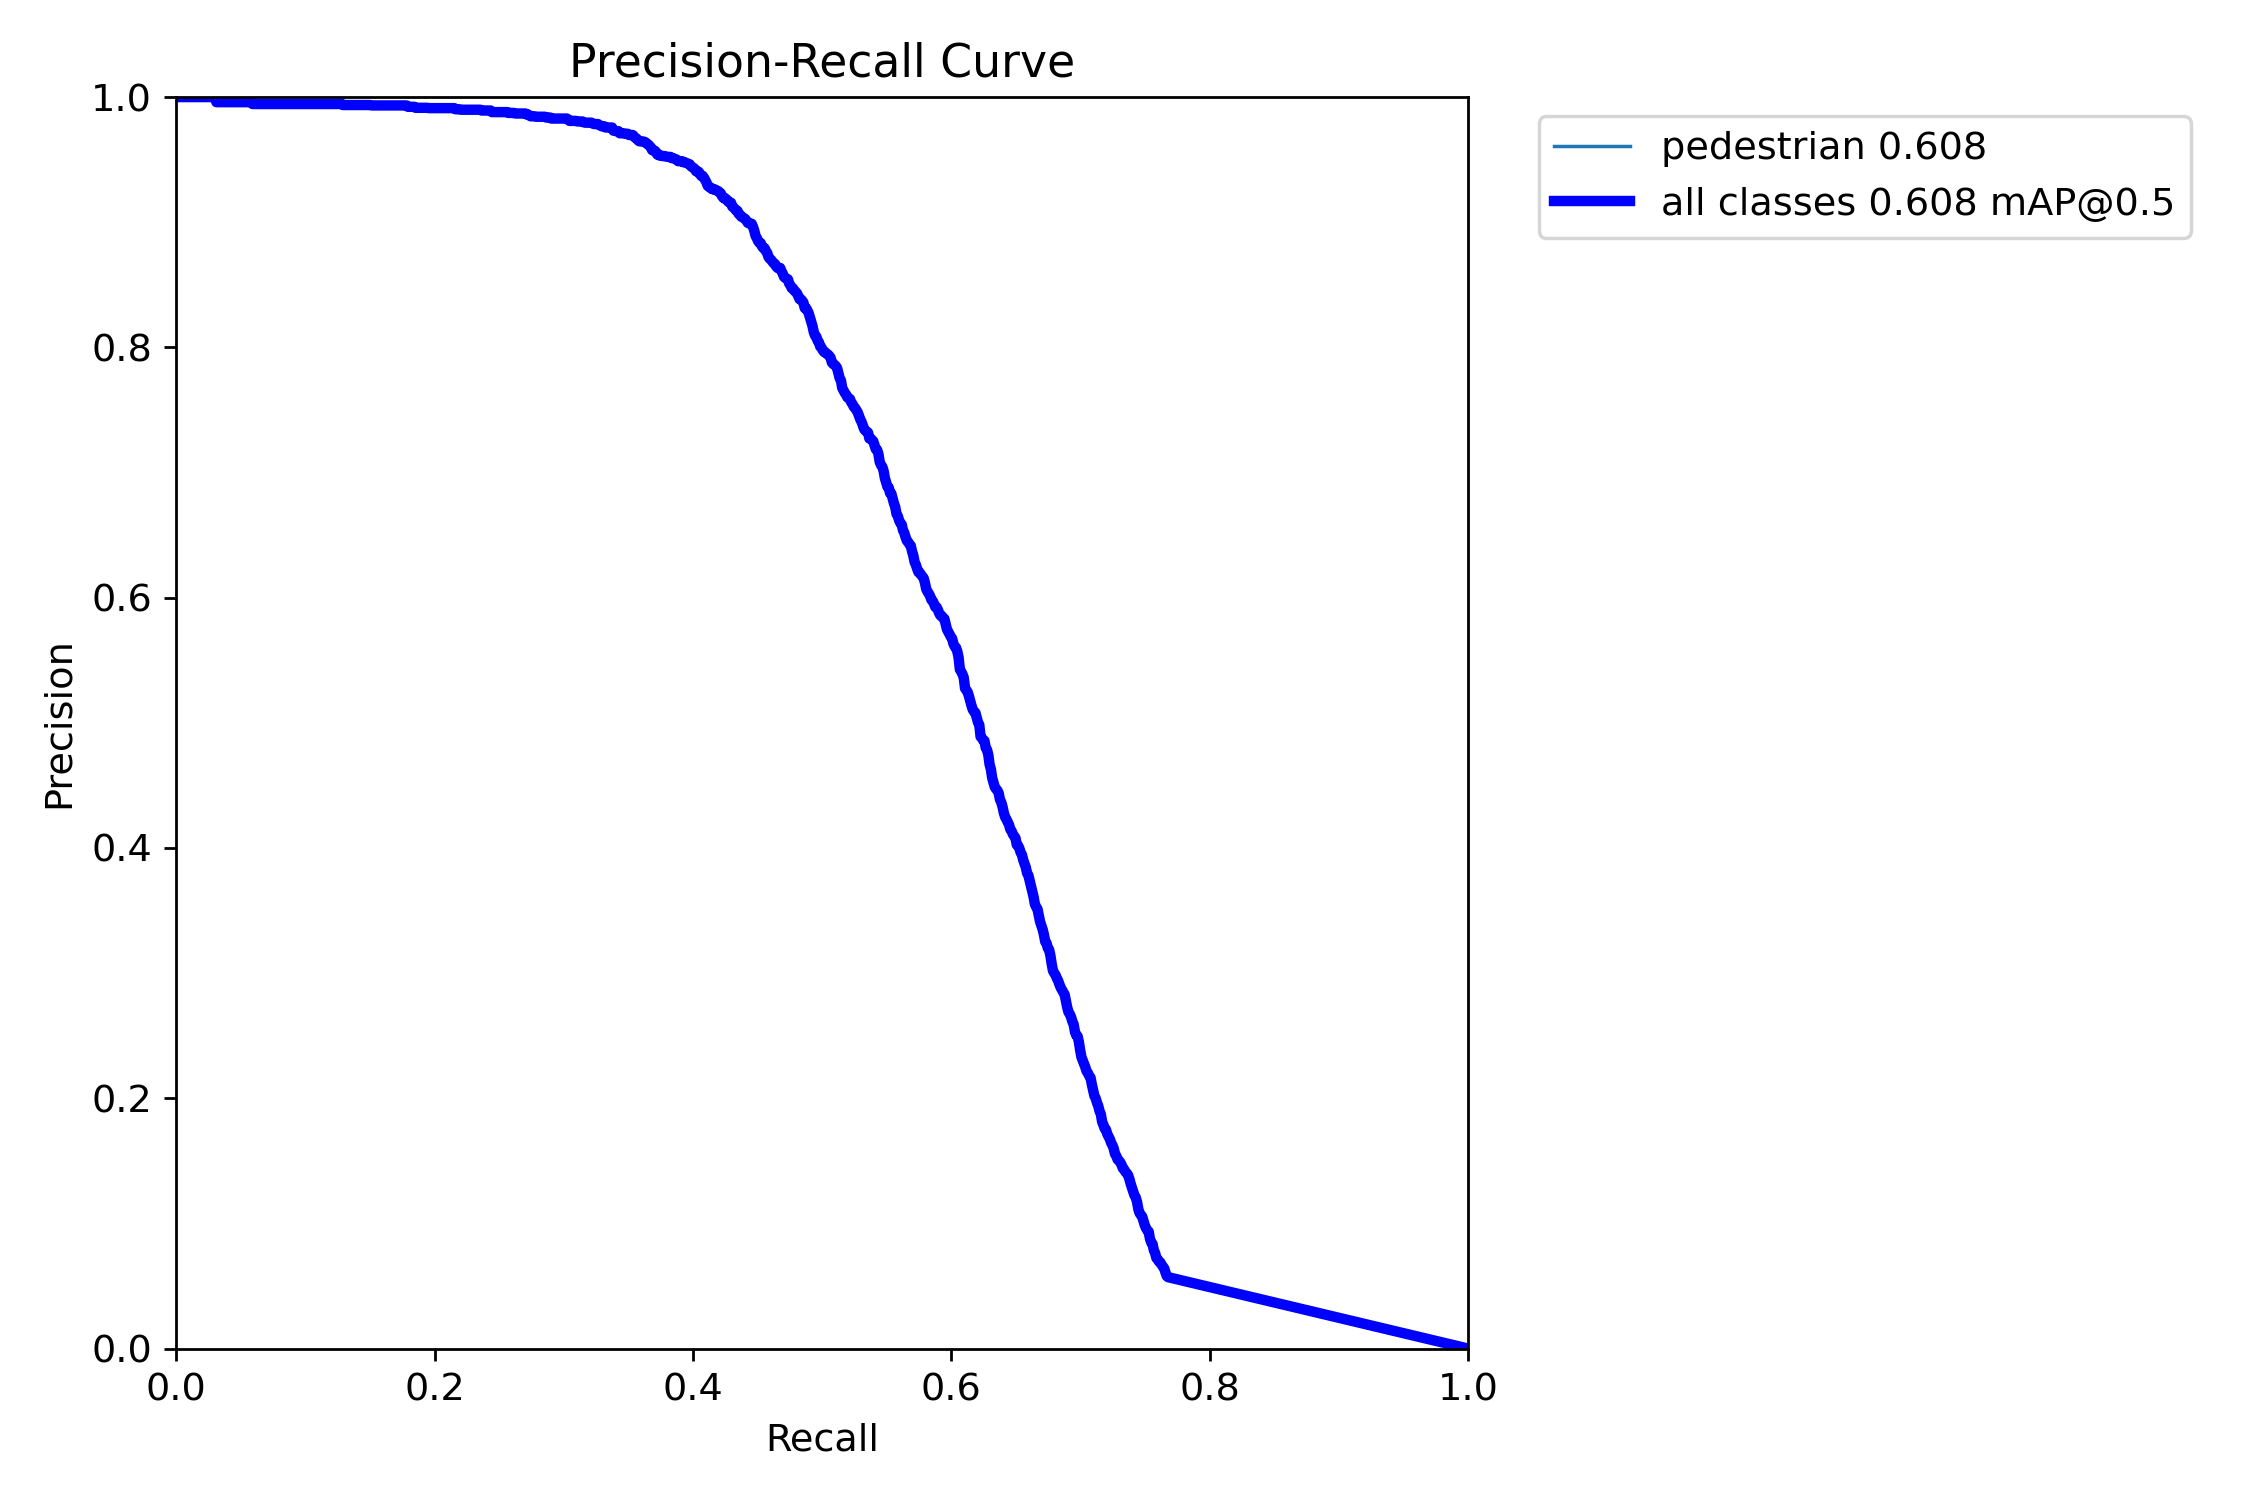 Precision-Recall Curve
pedestrian 0.608
all classes 0.608 mAP@0.5
Precision
1.0
0.8
0.6
0.4
0.2
0.0
0.0 0.2 0.4 0.6 0.8 1.0
Recall